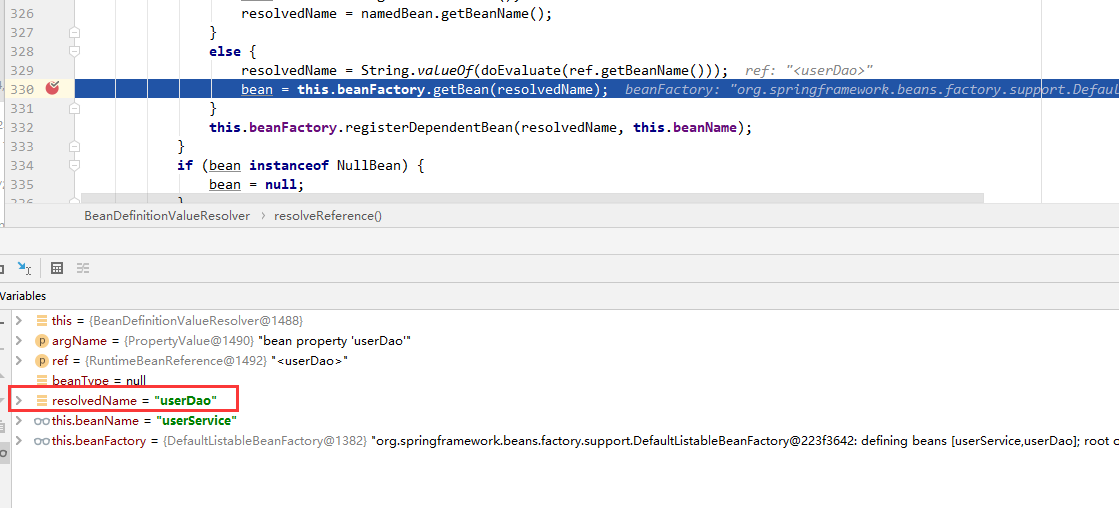 326 resolvedName = namedBean.getBeanName();
327 }
328 else {
329 resolvedName = String.valueOf(doEvaluate(ref.getBeanName())); ref: "<userDao>"
330 bean = this.beanFactory.getBean(resolvedName); beanFactory: "org.springframework.beans.factory.support.Defau
331 }
332 this.beanFactory.registerDependentBean(resolvedName, this.beanName);
333 }
334 if (bean instanceof NullBean) {
335 bean = null;
336 }
BeanDefinitionValueResolver › resolveReference()
Variables
this = {BeanDefinitionValueResolver@1488}
argName = {PropertyValue@1490} "bean property 'userDao'"
ref = {RuntimeBeanReference@1492} "<userDao>"
beanType = null
resolvedName = "userDao"
this.beanName = "userService"
this.beanFactory = {DefaultListableBeanFactory@1382} "org.springframework.beans.factory.support.DefaultListableBeanFactory@223f3642: defining beans [userService,userDao]; root o